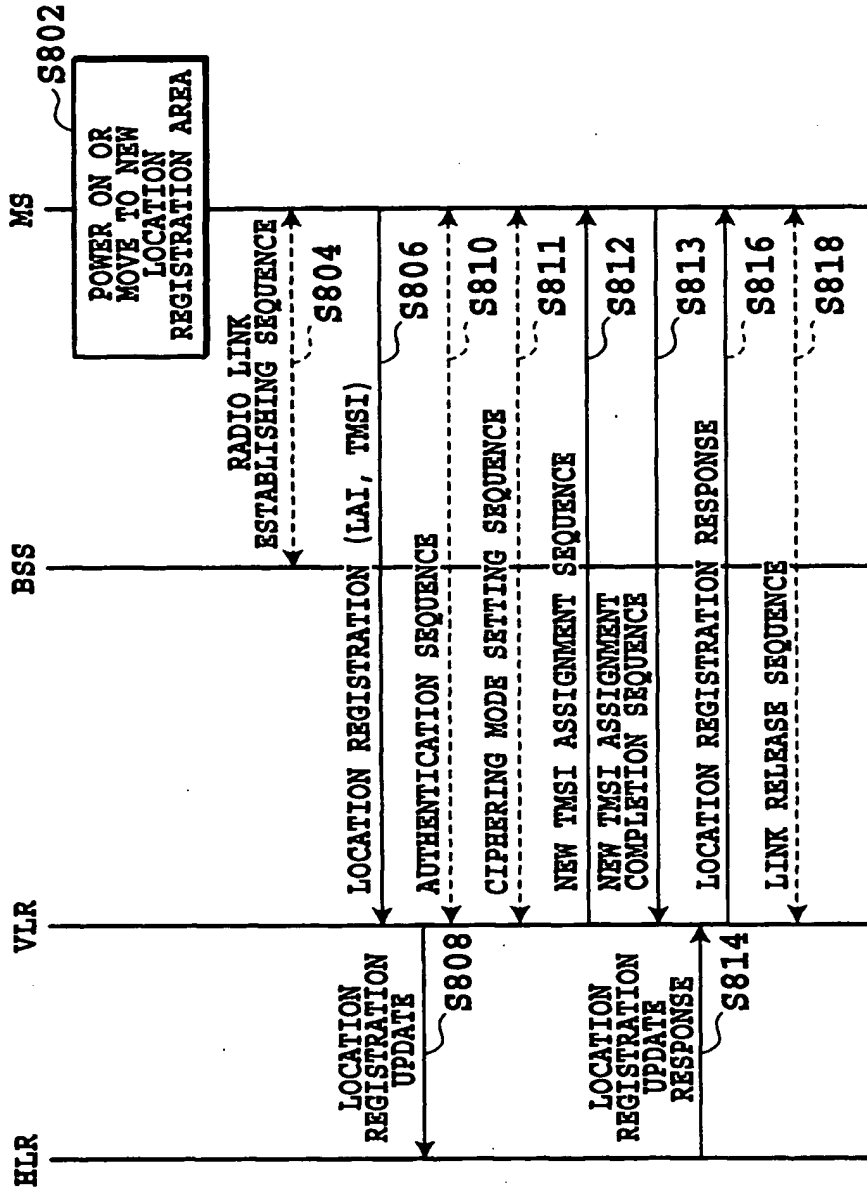 HLR
VLR
BSS
MS
POWER ON OR
MOVE TO NEW
LOCATION
REGISTRATION AREA
S802
RADIO LINK
ESTABLISHING SEQUENCE
S804
LOCATION REGISTRATION (LAI, TMSI)
S806
LOCATION
REGISTRATION
UPDATE
S808
AUTHENTICATION SEQUENCE
S810
CIPHERING MODE SETTING SEQUENCE
S811
NEW TMSI ASSIGNMENT SEQUENCE
S812
NEW TMSI ASSIGNMENT
COMPLETION SEQUENCE
S813
LOCATION
REGISTRATION
UPDATE
RESPONSE
S814
LOCATION REGISTRATION RESPONSE
S816
LINK RELEASE SEQUENCE
S818